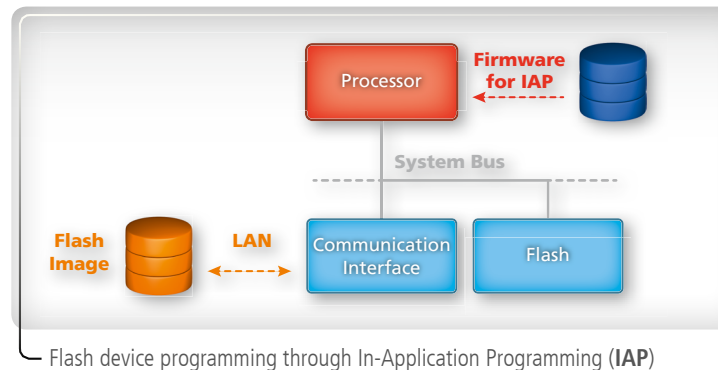 Processor
Firmware
for IAP
System Bus
Flash
Image
LAN
Communication
Interface
Flash
Flash device programming through In-Application Programming (IAP)